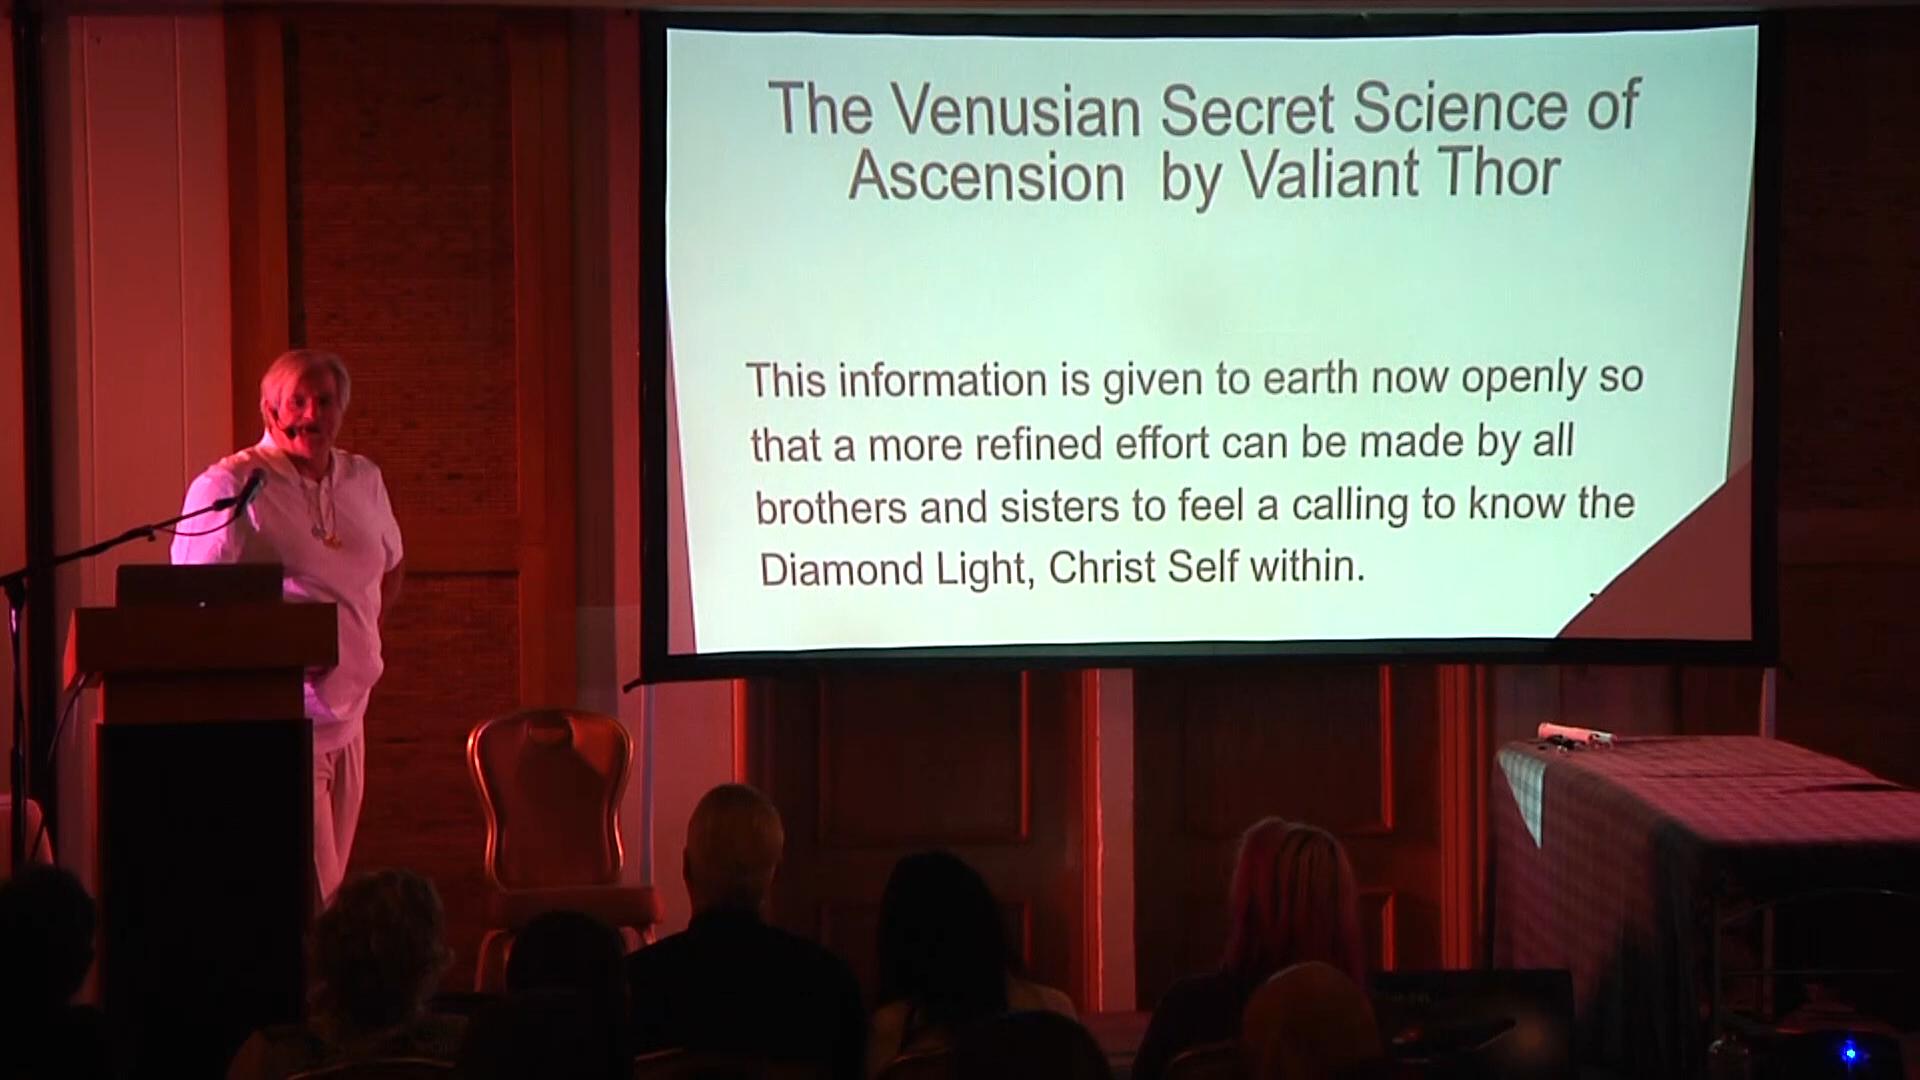 The Venusian Secret Science of
Ascension by Valiant Thor
This information is given to earth now openly so
that a more refined effort can be made by all
brothers and sisters to feel a calling to know the
Diamond Light, Christ Self within.